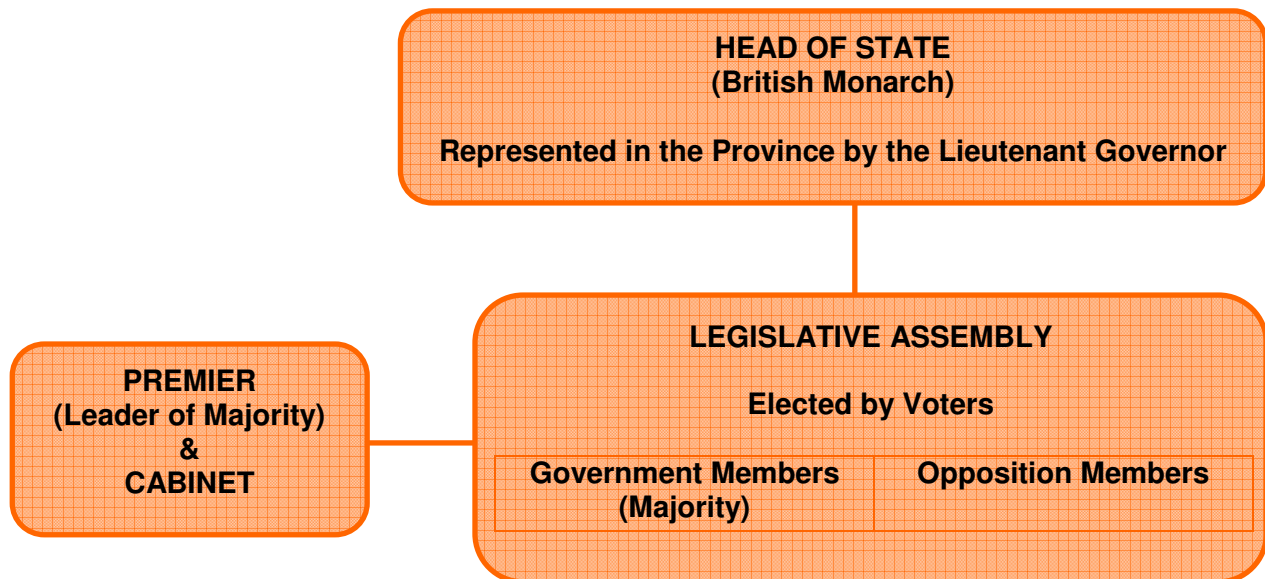 HEAD OF STATE
(British Monarch)
Represented in the Province by the Lieutenant Governor
PREMIER
(Leader of Majority)
&
CABINET
LEGISLATIVE ASSEMBLY
Elected by Voters
Government Members
(Majority)
Opposition Members